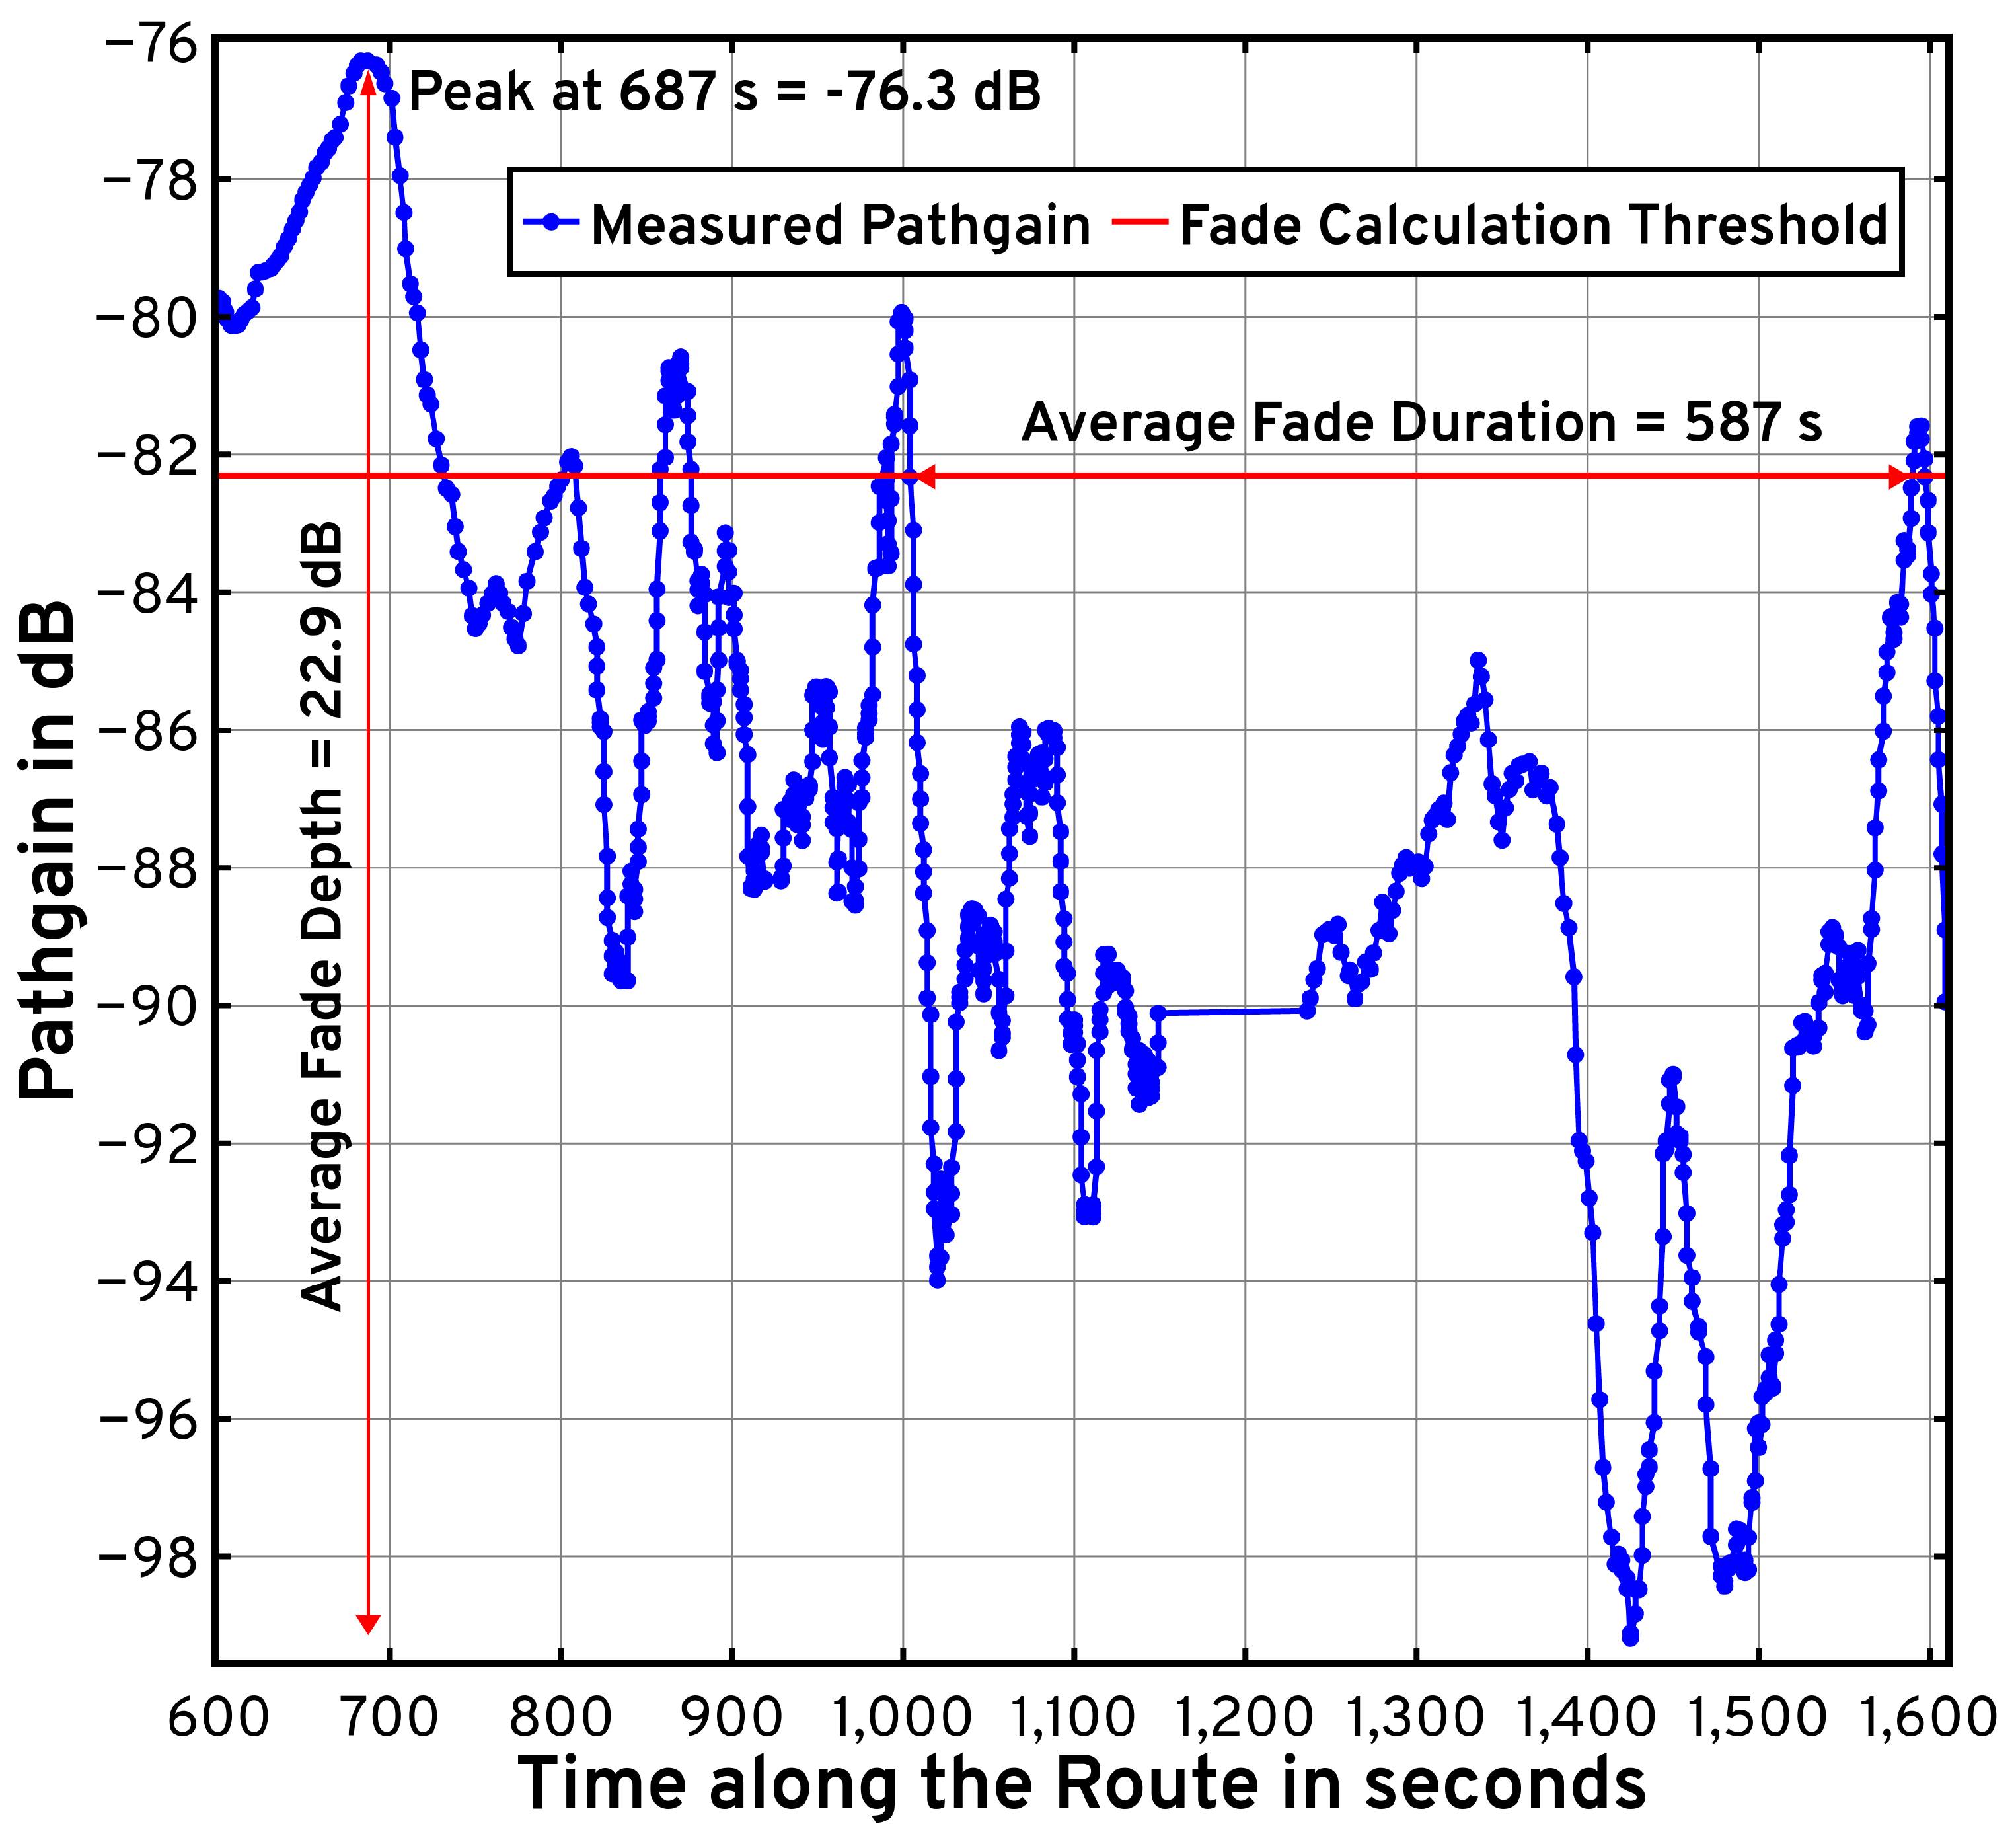 −76
−78
−80
−82
−84
−86
−88
−90
−92
−94
−96
−98
Pathgain in dB
Peak at 687 s = -76.3 dB
Measured Pathgain
Fade Calculation Threshold
Average Fade Duration = 587 s
Average Fade Depth = 22.9 dB
600 700 800 900 1,000 1,100 1,200 1,300 1,400 1,500 1,600
Time along the Route in seconds